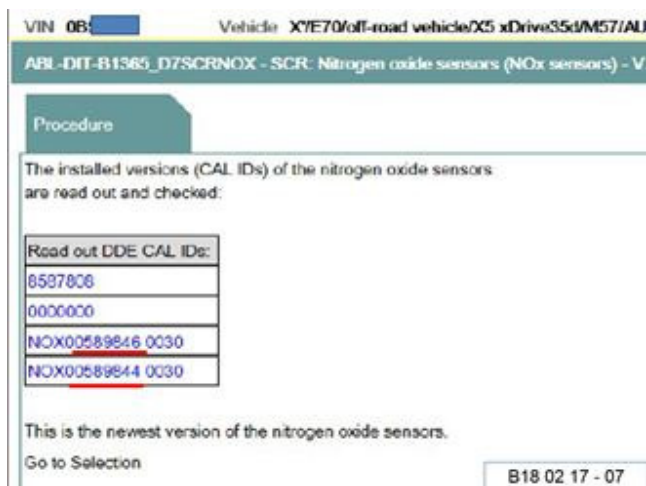 VIN 0B Vehicle X'/E70/off-road vehicle/X5 xDrive35d/M57/AU
ABL-DIT-B1365_D7SCRNOX - SCR: Nitrogen oxide sensors (NOx sensors) - V
Procedure
The installed versions (CAL IDs) of the nitrogen oxide sensors
are read out and checked:
Read out DDE CAL IDs:
8587808
0000000
NOX00589846 0030
NOX00589844 0030
This is the newest version of the nitrogen oxide sensors.
Go to Selection
B18 02 17 - 07